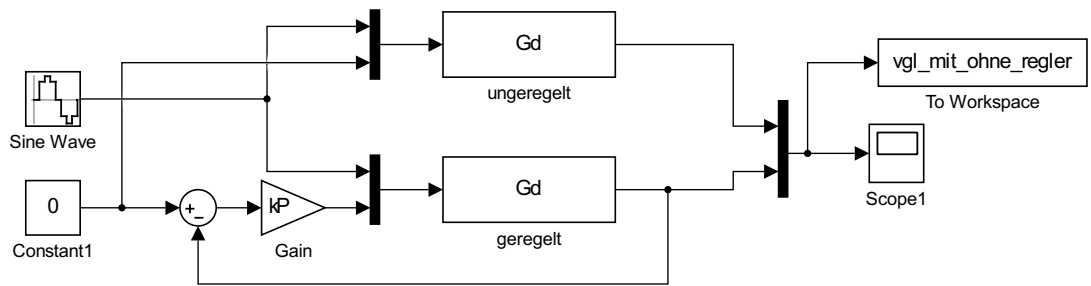 Gd
ungeregelt
vgl_mit_ohne_regler
To Workspace
Sine Wave
Gd
geregelt
Scope1
0
Constant1
+
−
kP
Gain